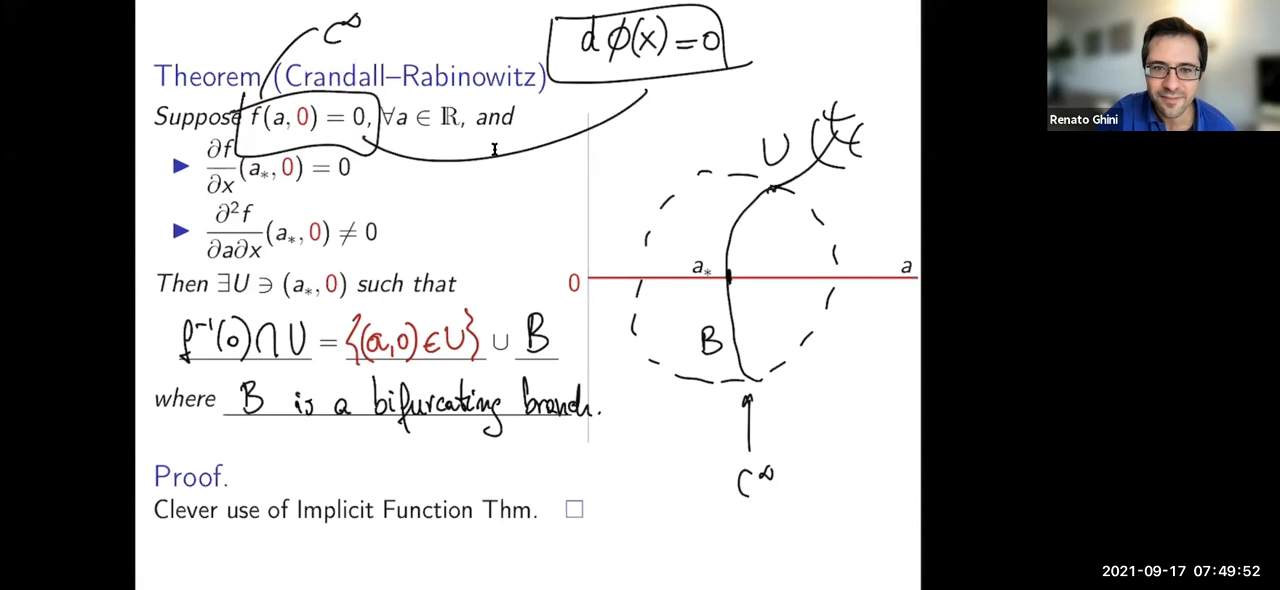 C^∞
dφ(x)=0
Theorem (Crandall–Rabinowitz)
Suppose f(a, 0) = 0, ∀a ∈ ℝ, and
▶ ∂f/∂x (a_*, 0) = 0
▶ ∂²f/∂a∂x (a_*, 0) ≠ 0
Then ∃U ∋ (a_*, 0) such that
f⁻¹(0) ∩ U = {(a,0) ∈ U} ∪ B
where B is a bifurcating branch.
Proof.
Clever use of Implicit Function Thm. □
U
a_*
a
0
B
C^∞
Renato Ghini
2021-09-17 07:49:52